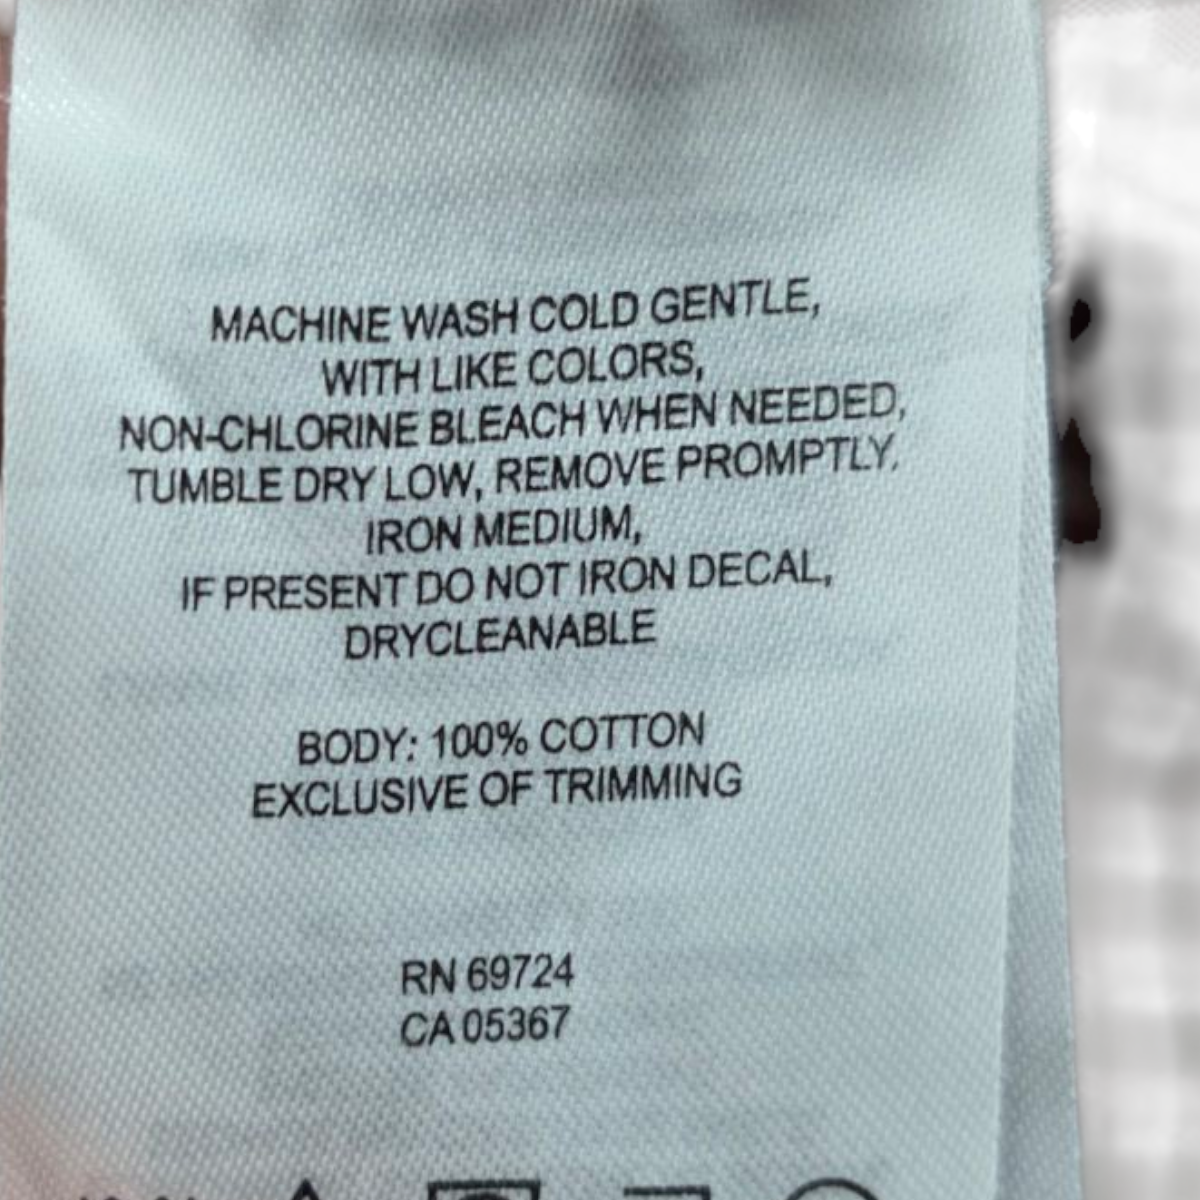 MACHINE WASH COLD GENTLE,
WITH LIKE COLORS,
NON-CHLORINE BLEACH WHEN NEEDED,
TUMBLE DRY LOW, REMOVE PROMPTLY,
IRON MEDIUM,
IF PRESENT DO NOT IRON DECAL,
DRYCLEANABLE
BODY: 100% COTTON
EXCLUSIVE OF TRIMMING
RN 69724
CA 05367